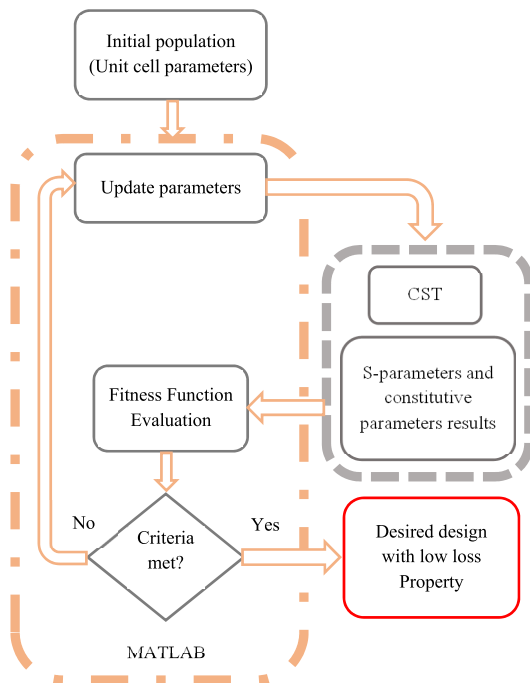 Initial population
(Unit cell parameters)
Update parameters
CST
S-parameters and
constitutive
parameters results
Fitness Function
Evaluation
No
Yes
Criteria
met?
Desired design
with low loss
Property
MATLAB